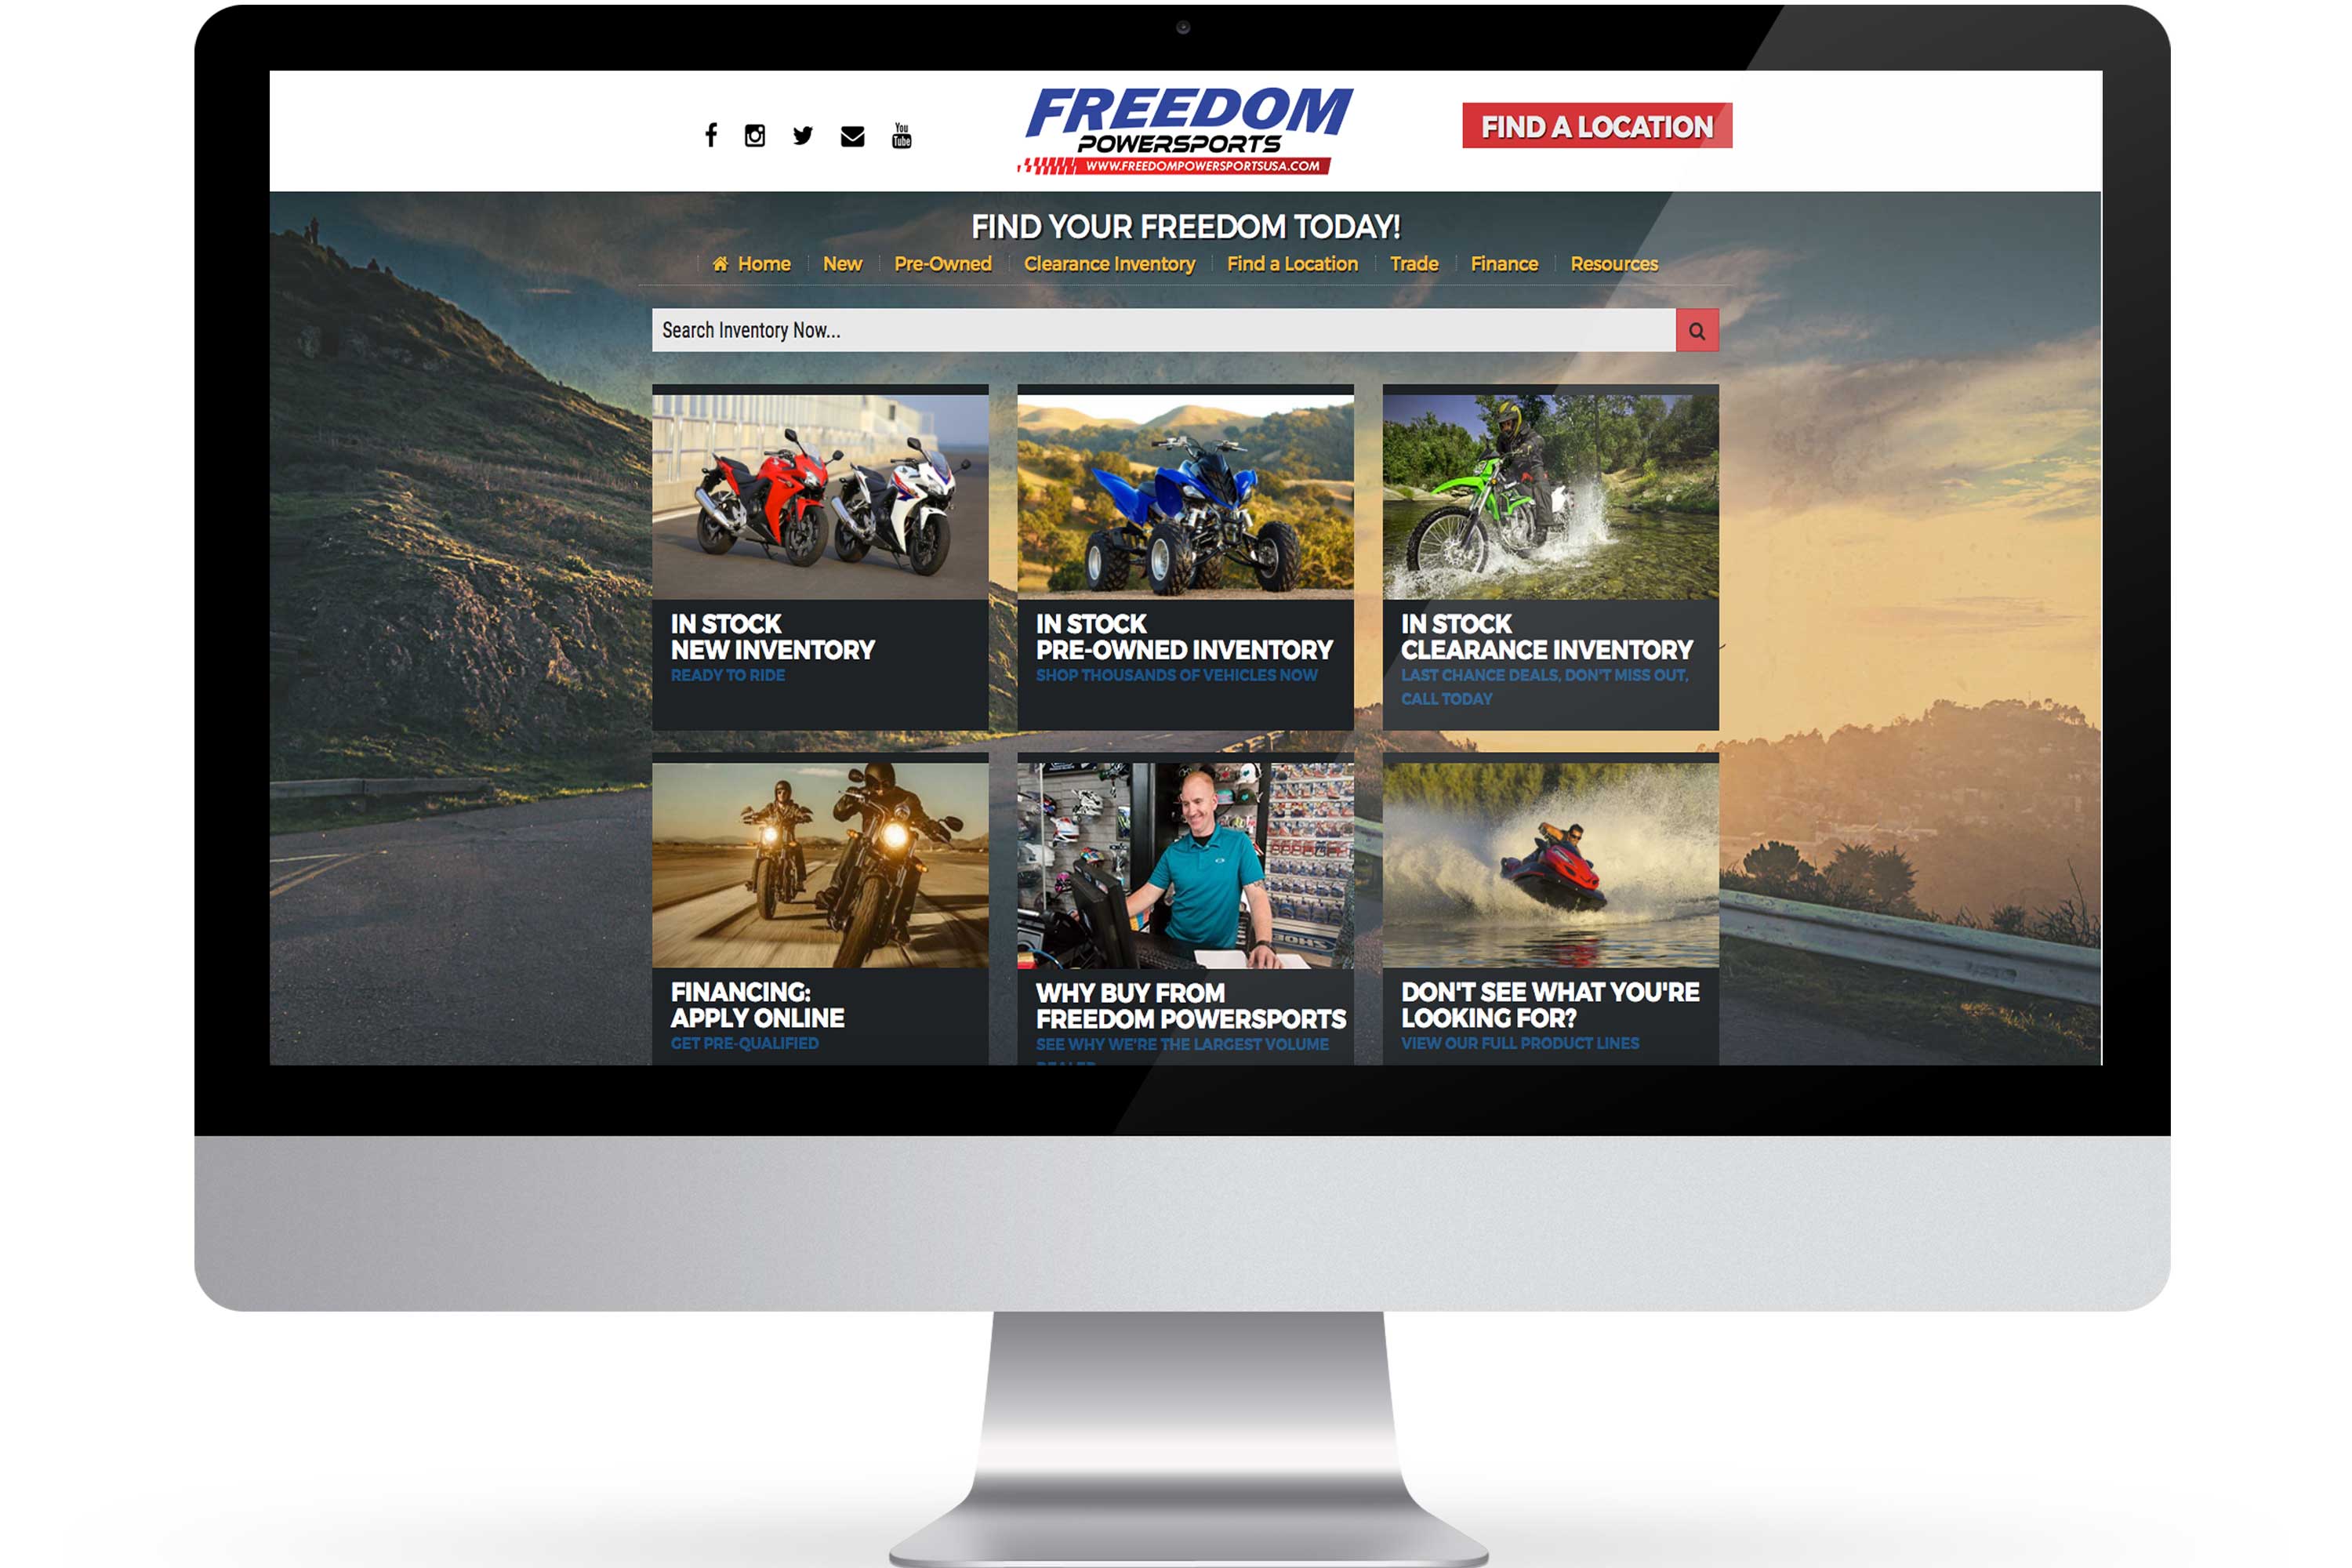 FREEDOM
POWERSPORTS
WWW.FREEDOMPOWERSPORTSUSA.COM
You
Tube
FIND A LOCATION
FIND YOUR FREEDOM TODAY!
Home New Pre-Owned Clearance Inventory Find a Location Trade Finance Resources
Search Inventory Now...
IN STOCK
NEW INVENTORY
READY TO RIDE
IN STOCK
PRE-OWNED INVENTORY
SHOP THOUSANDS OF VEHICLES NOW
IN STOCK
CLEARANCE INVENTORY
LAST CHANCE DEALS, DON'T MISS OUT,
CALL TODAY
FINANCING:
APPLY ONLINE
GET PRE-QUALIFIED
WHY BUY FROM
FREEDOM POWERSPORTS
SEE WHY WE'RE THE LARGEST VOLUME
DON'T SEE WHAT YOU'RE
LOOKING FOR?
VIEW OUR FULL PRODUCT LINES